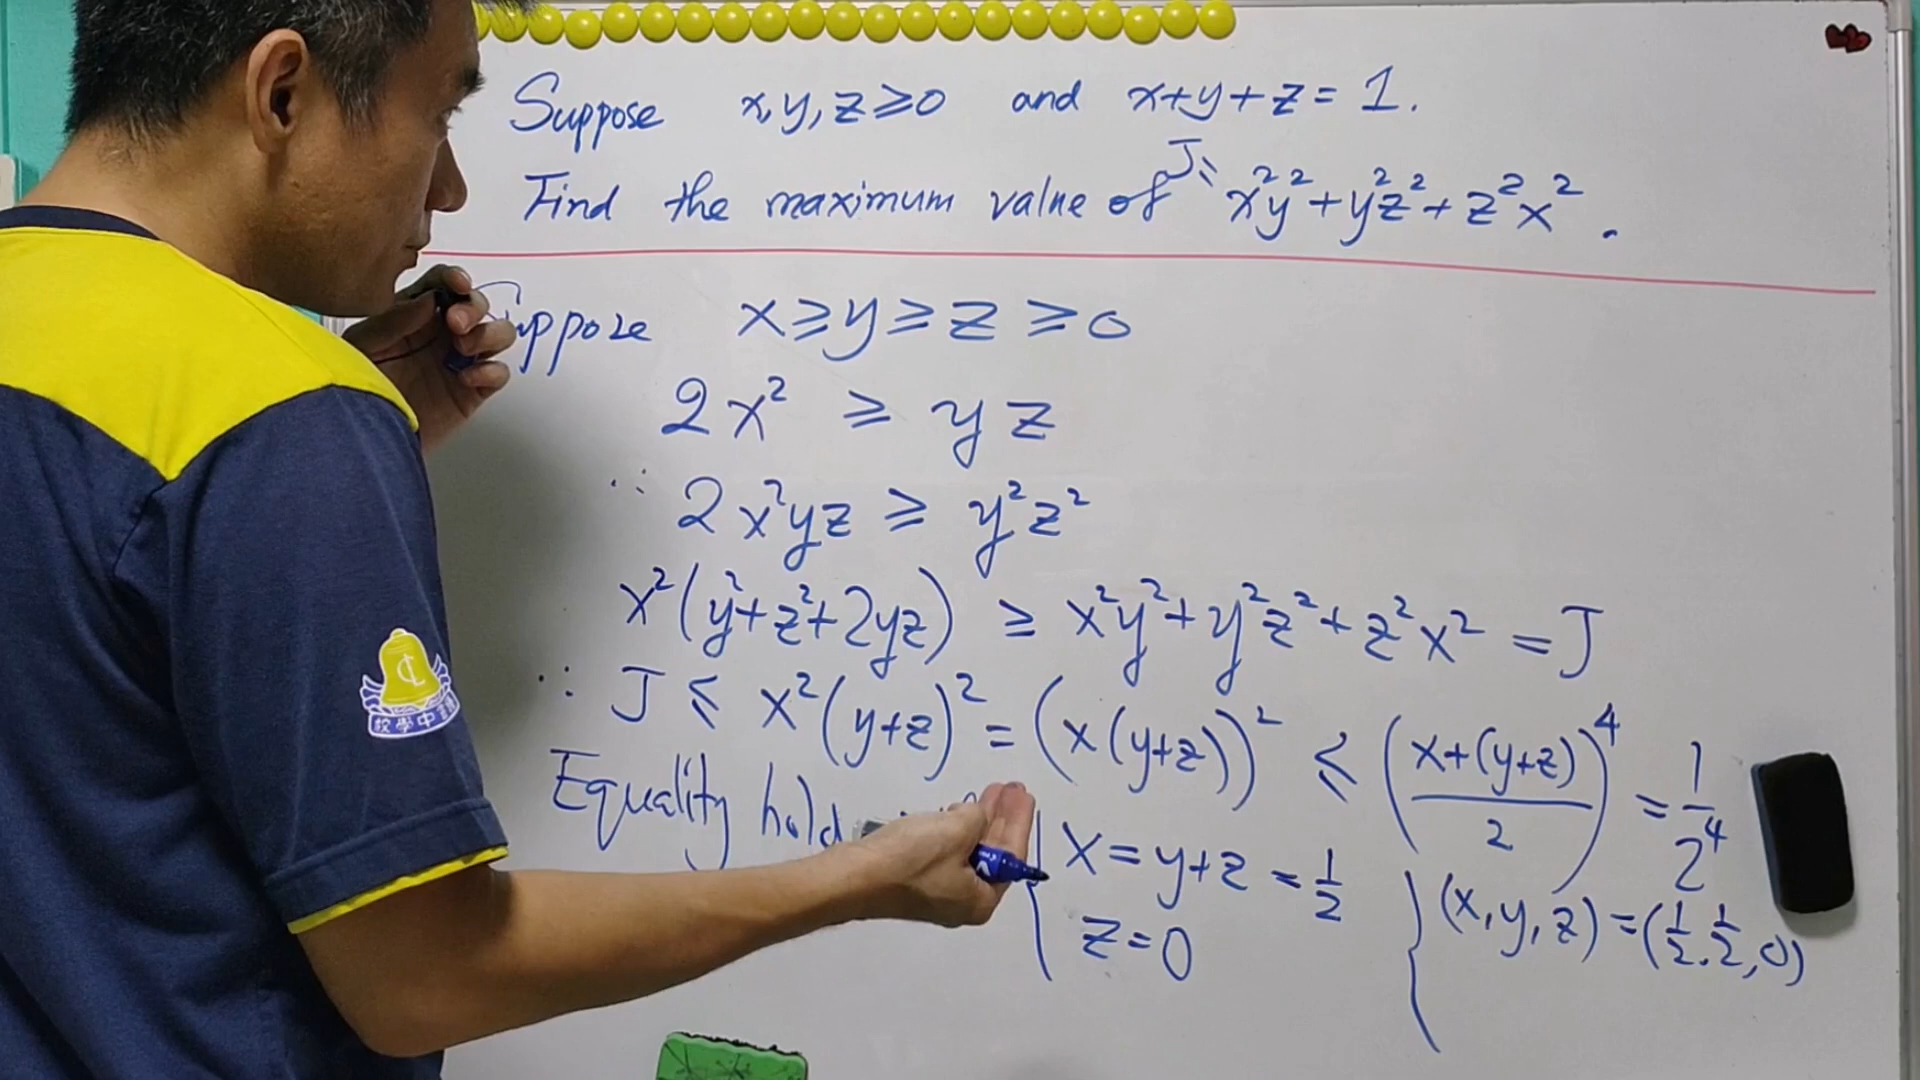 Suppose x, y, z ≥ 0 and x+y+z = 1.
Find the maximum value of J = x²y² + y²z² + z²x².
Suppose x ≥ y ≥ z ≥ 0
2x² ≥ yz
∵ 2x²yz ≥ y²z²
x²(y²+z²+2yz) ≥ x²y² + y²z² + z²x² = J
∴ J ≤ x²(y+z)² = (x(y+z))² ≤ ((x+(y+z))/2)⁴ = 1/2⁴
Equality hold
{ x = y+z = 1/2
z = 0
{ (x, y, z) = (1/2, 1/2, 0)